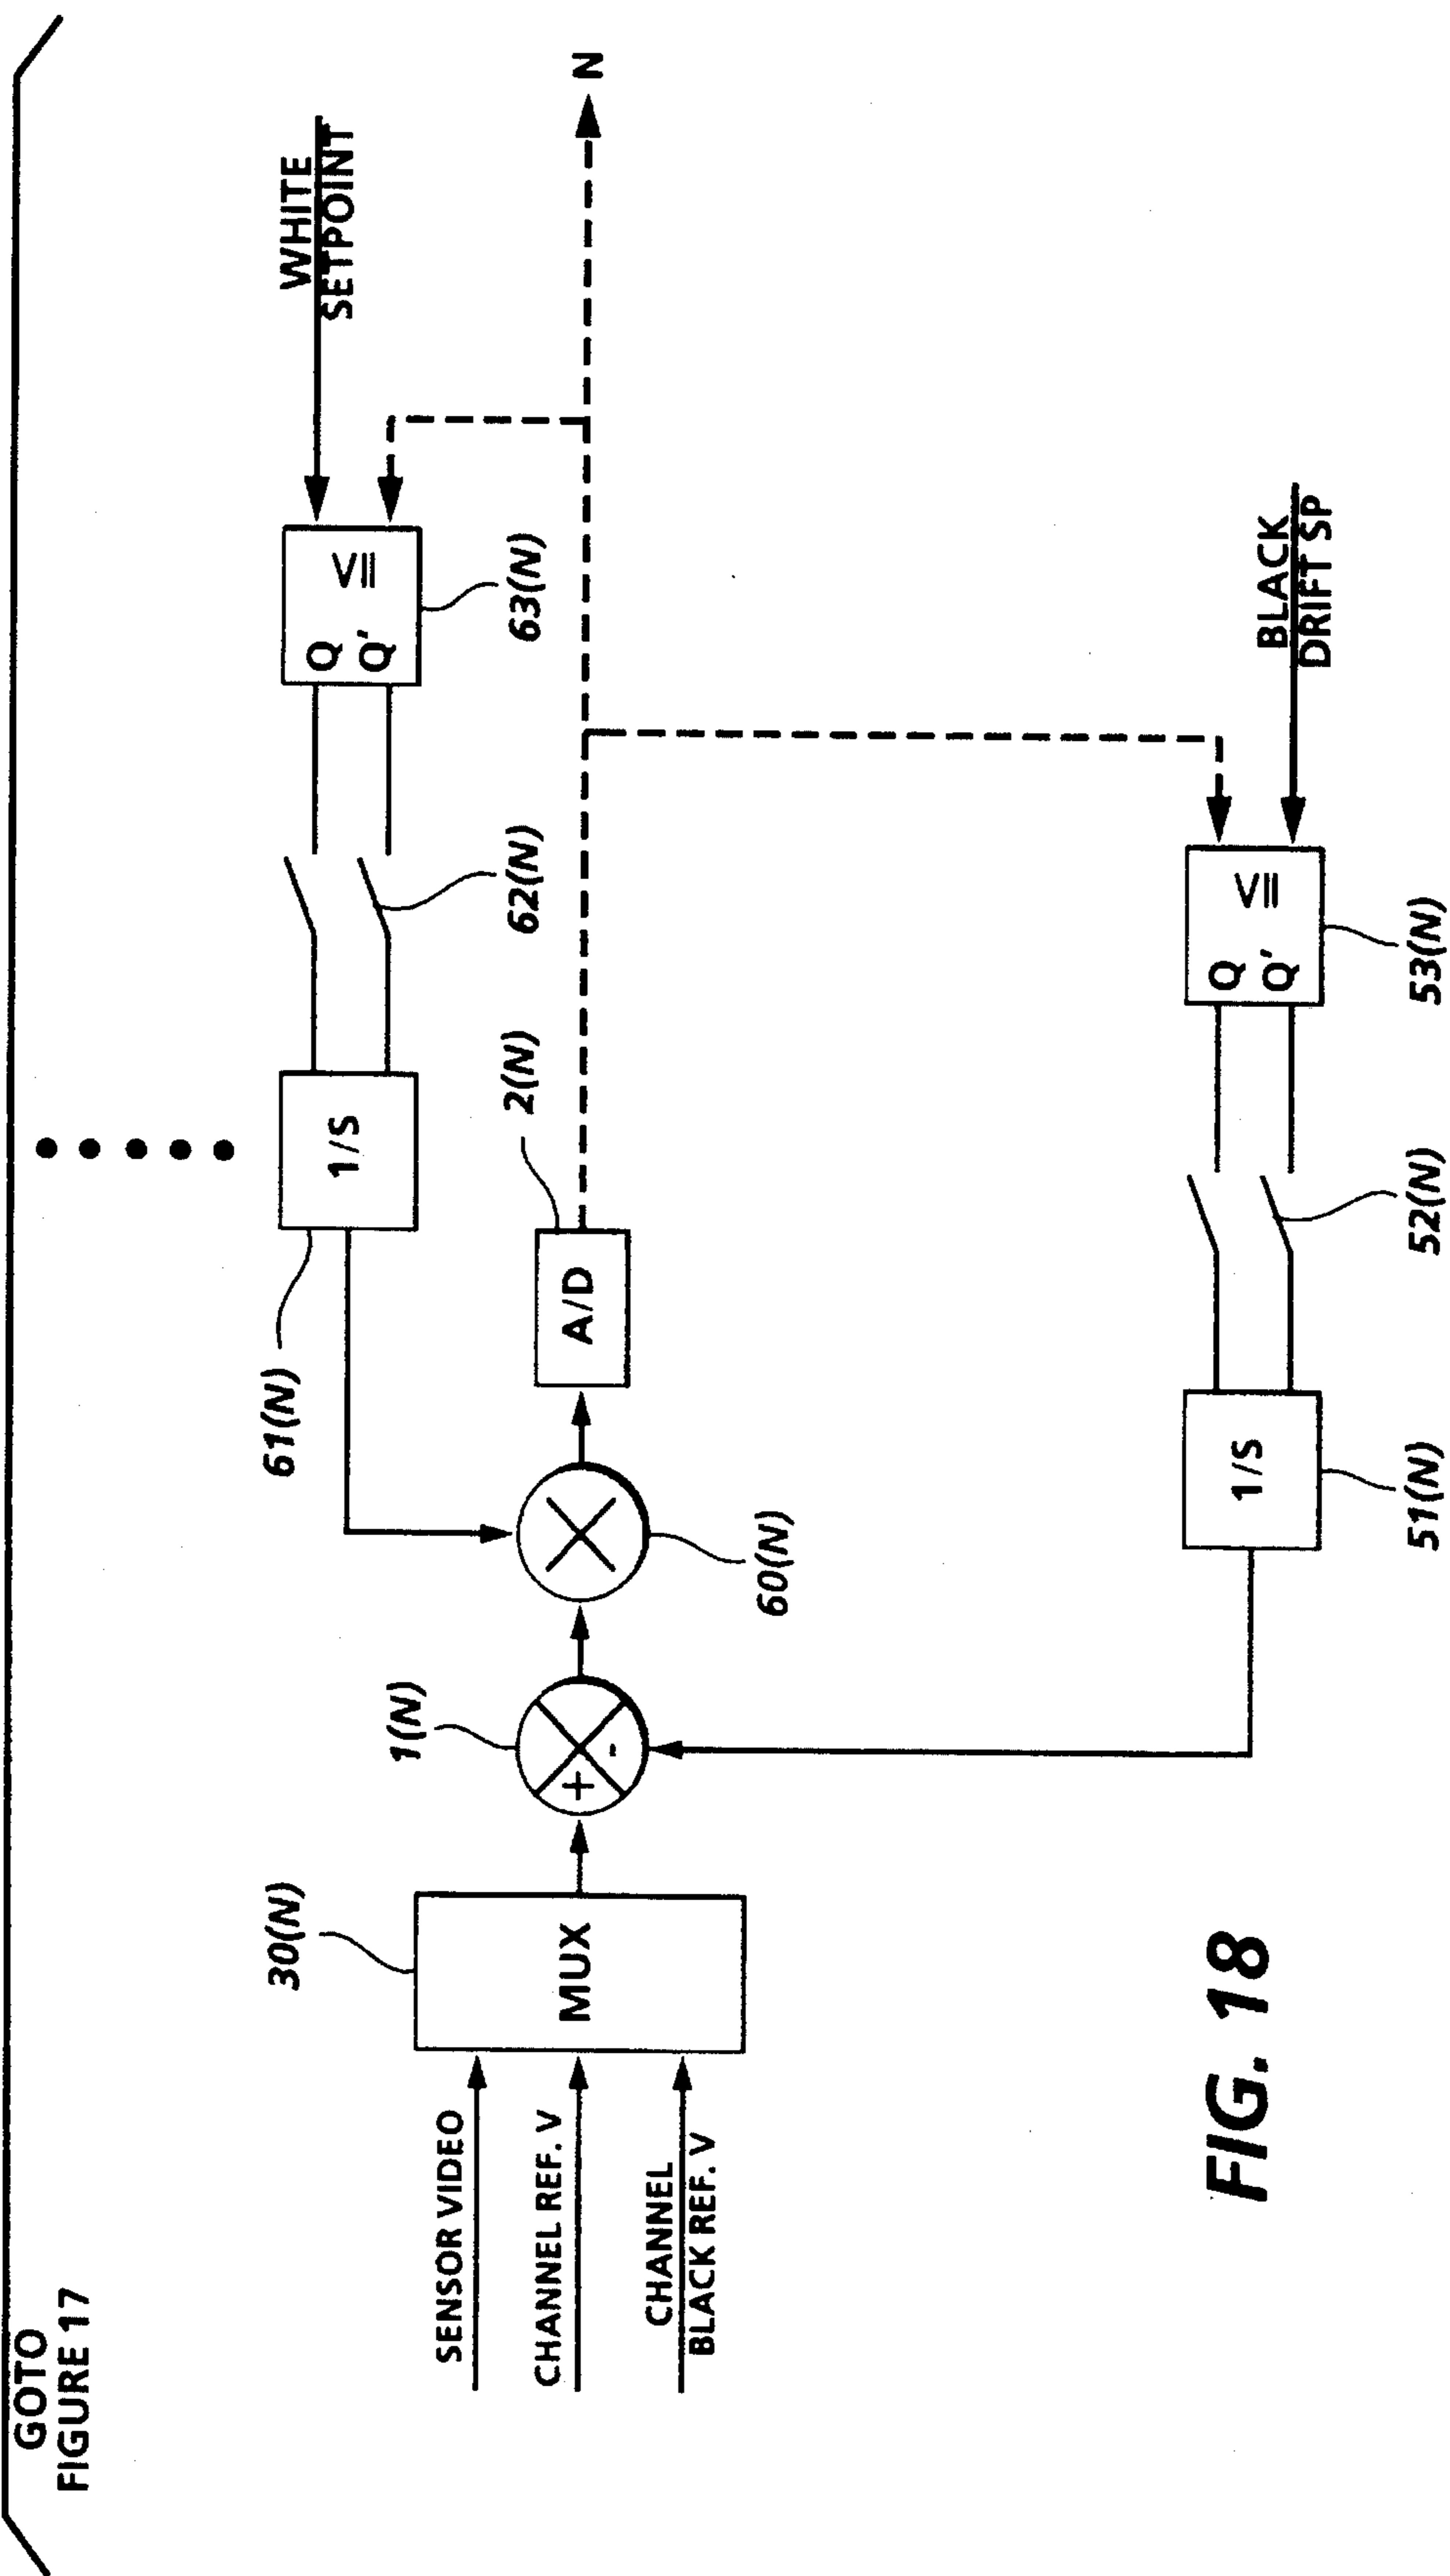 GOTO
FIGURE 17
WHITE
SETPOINT
61(N)
1/S
62(N)
Q
Q'
≤
63(N)
30(N)
1(N)
2(N)
SENSOR VIDEO
CHANNEL REF. V
CHANNEL
BLACK REF. V
MUX
+
-
60(N)
A/D
N
BLACK
DRIFT SP
1/S
Q
Q'
≤
51(N)
52(N)
53(N)
FIG. 18